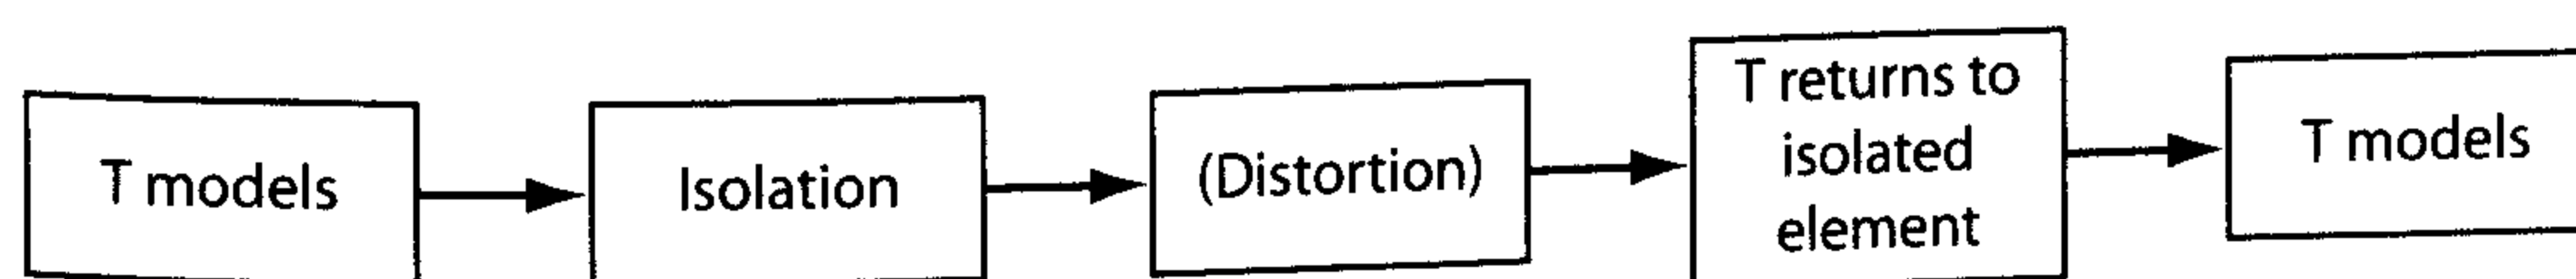 T models
Isolation
(Distortion)
T returns to
isolated
element
T models